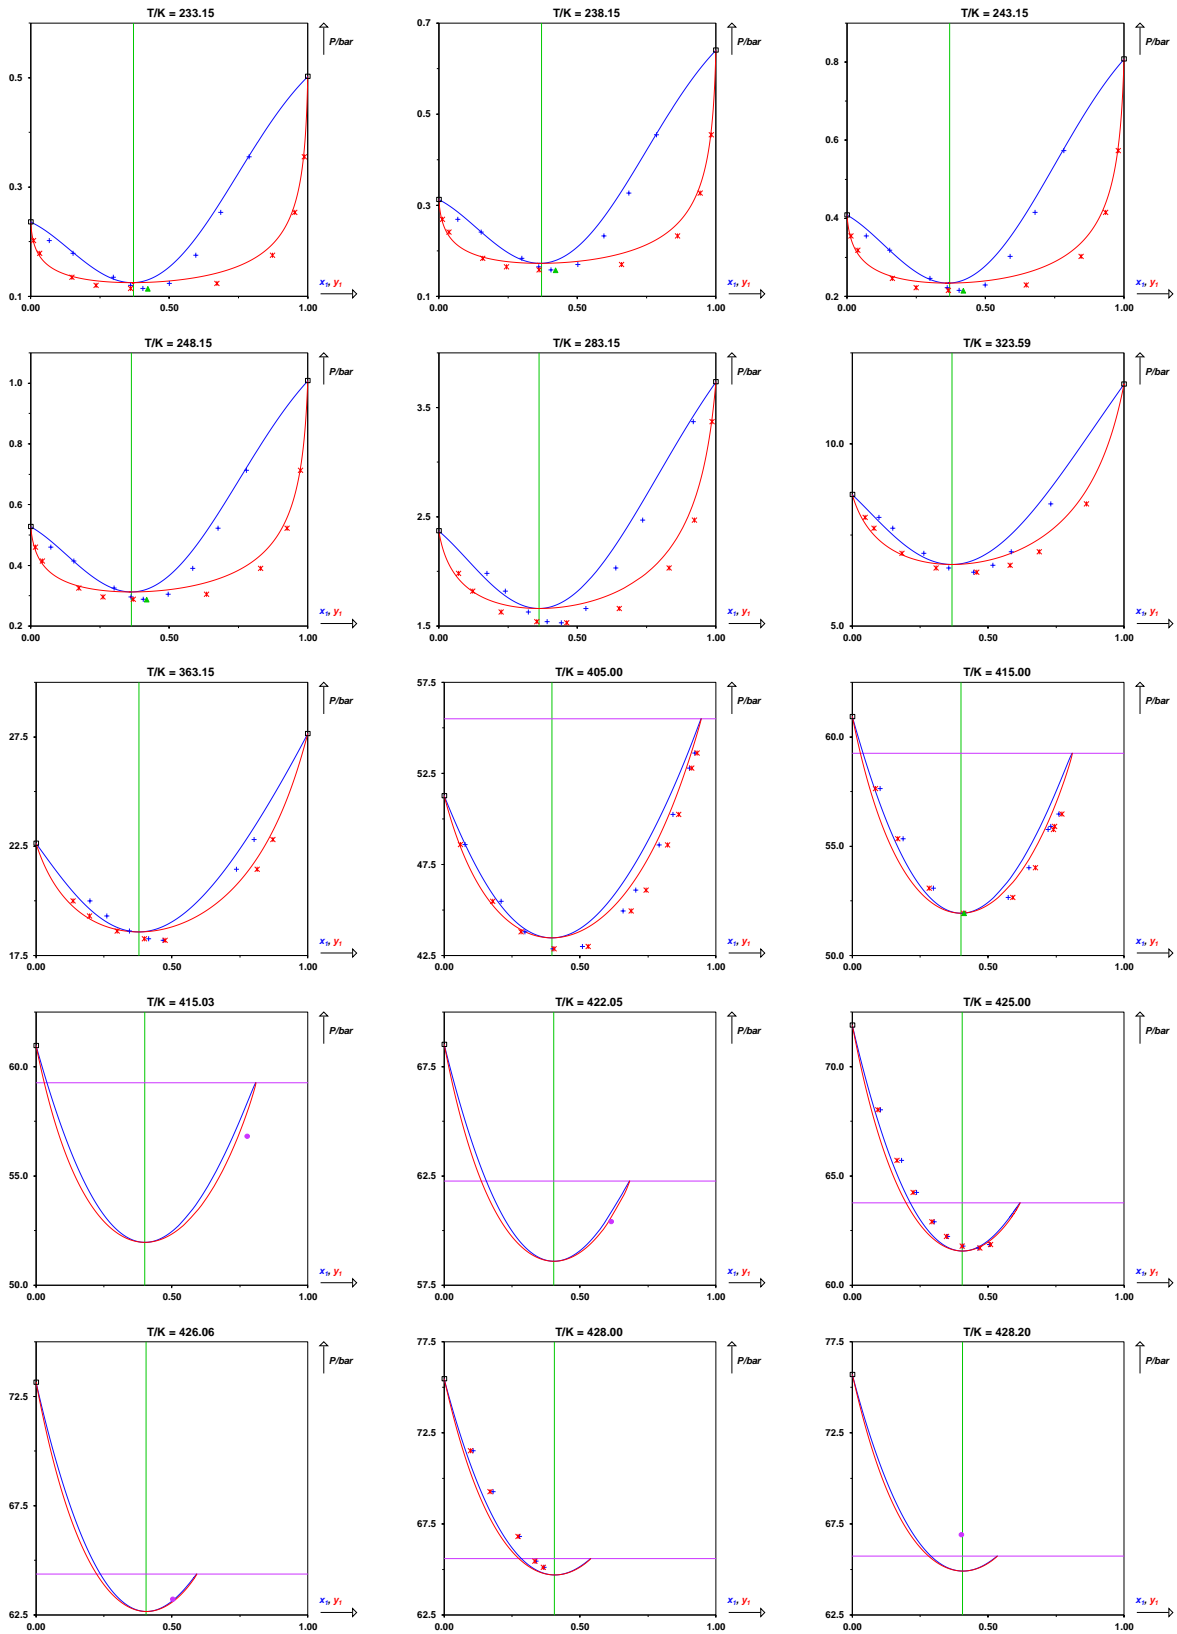 T/K = 233.15
P/bar
0.5
0.3
0.1
0.00
0.50
1.00
x1, y1
T/K = 238.15
P/bar
0.7
0.5
0.3
0.1
0.00
0.50
1.00
x1, y1
T/K = 243.15
P/bar
0.8
0.6
0.4
0.2
0.00
0.50
1.00
x1, y1
T/K = 248.15
P/bar
1.0
0.8
0.6
0.4
0.2
0.00
0.50
1.00
x1, y1
T/K = 283.15
P/bar
3.5
2.5
1.5
0.00
0.50
1.00
x1, y1
T/K = 323.59
P/bar
10.0
5.0
0.00
0.50
1.00
x1, y1
T/K = 363.15
P/bar
27.5
22.5
17.5
0.00
0.50
1.00
x1, y1
T/K = 405.00
P/bar
57.5
52.5
47.5
42.5
0.00
0.50
1.00
x1, y1
T/K = 415.00
P/bar
60.0
55.0
50.0
0.00
0.50
1.00
x1, y1
T/K = 415.03
P/bar
60.0
55.0
50.0
0.00
0.50
1.00
x1, y1
T/K = 422.05
P/bar
67.5
62.5
57.5
0.00
0.50
1.00
x1, y1
T/K = 425.00
P/bar
70.0
65.0
60.0
0.00
0.50
1.00
x1, y1
T/K = 426.06
P/bar
72.5
67.5
62.5
0.00
0.50
1.00
x1, y1
T/K = 428.00
P/bar
77.5
72.5
67.5
62.5
0.00
0.50
1.00
x1, y1
T/K = 428.20
P/bar
77.5
72.5
67.5
62.5
0.00
0.50
1.00
x1, y1